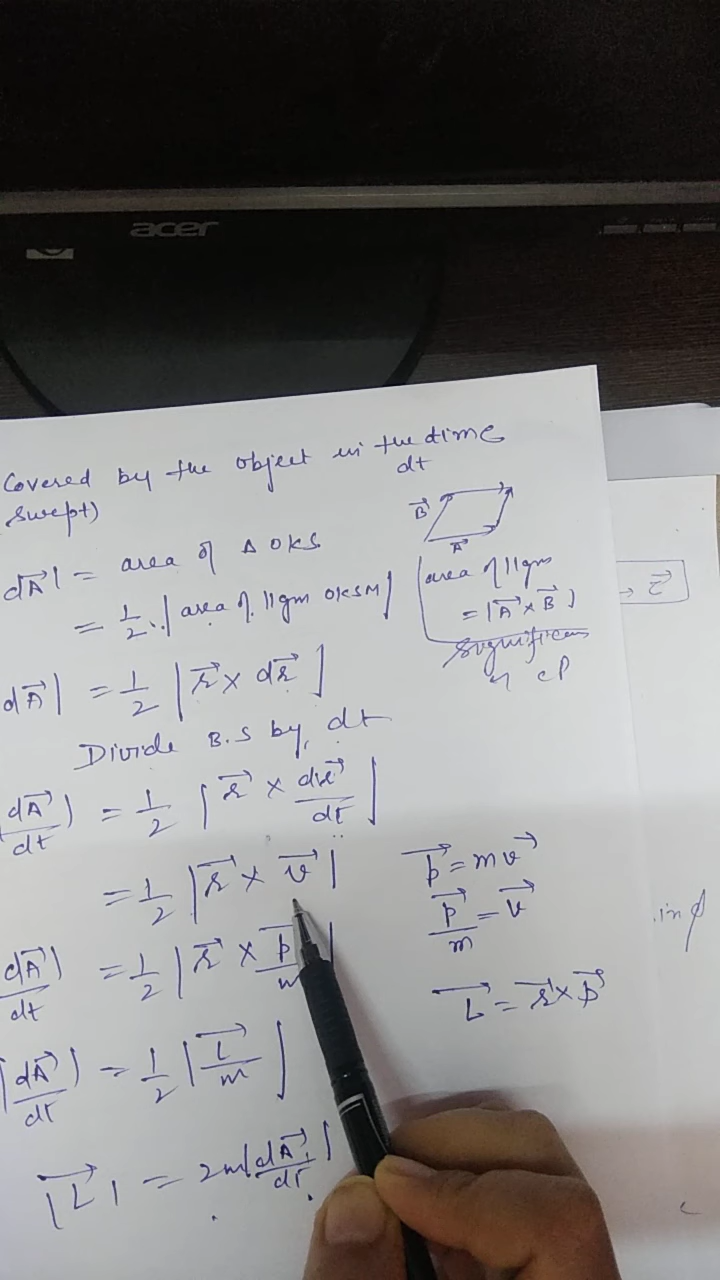 acer
Covered by the object in the time
dt
swept)
|dA⃗| = area of Δ OKS
= 1/2 . | area of ||gm OKSM |
B⃗
A⃗
(area of ||gm
= |A⃗ × B⃗|)
Significan
of CP
τ⃗
|dA⃗| = 1/2 | r⃗ × dr⃗ |
Divide B.S by, dt
|dA⃗/dt| = 1/2 | r⃗ × dr⃗/dt |
= 1/2 | r⃗ × v⃗ |
p⃗ = mv⃗
p⃗/m = v⃗
in φ
|dA⃗/dt| = 1/2 | r⃗ × p⃗/m |
L⃗ = r⃗ × p⃗
|dA⃗/dt| = 1/2 | L⃗/m |
|L⃗| = 2m |dA⃗/dt|